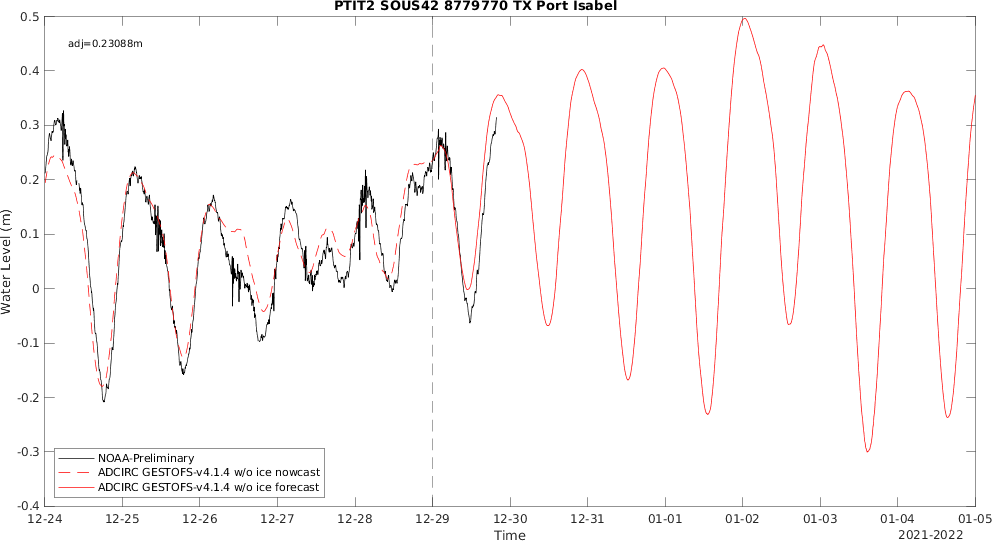 PTIT2 SOUS42 8779770 TX Port Isabel
adj=0.23088m
0.5
0.4
0.3
0.2
0.1
0
-0.1
-0.2
-0.3
-0.4
Water Level (m)
NOAA-Preliminary
ADCIRC GESTOFS-v4.1.4 w/o ice nowcast
ADCIRC GESTOFS-v4.1.4 w/o ice forecast
12-24 12-25 12-26 12-27 12-28 12-29 12-30 12-31 01-01 01-02 01-03 01-04 01-05
Time
2021-2022